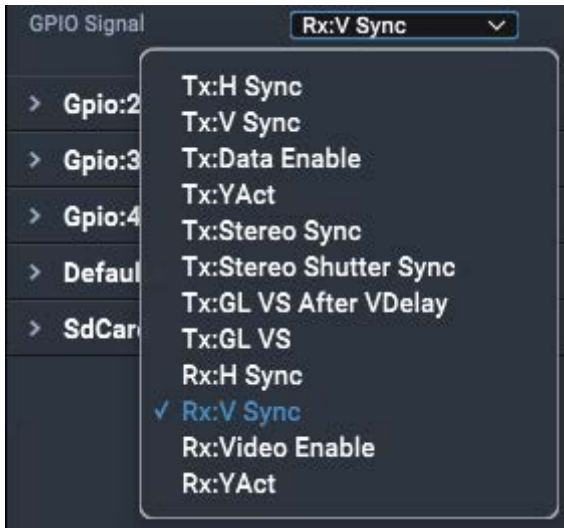 GPIO Signal Rx:V Sync
Tx:H Sync
Gpio:2
Tx:V Sync
Tx:Data Enable
Gpio:3
Tx:YAct
Gpio:4
Tx:Stereo Sync
Tx:Stereo Shutter Sync
Defaul
Tx:GL VS After VDelay
SdCar
Tx:GL VS
Rx:H Sync
✓ Rx:V Sync
Rx:Video Enable
Rx:YAct